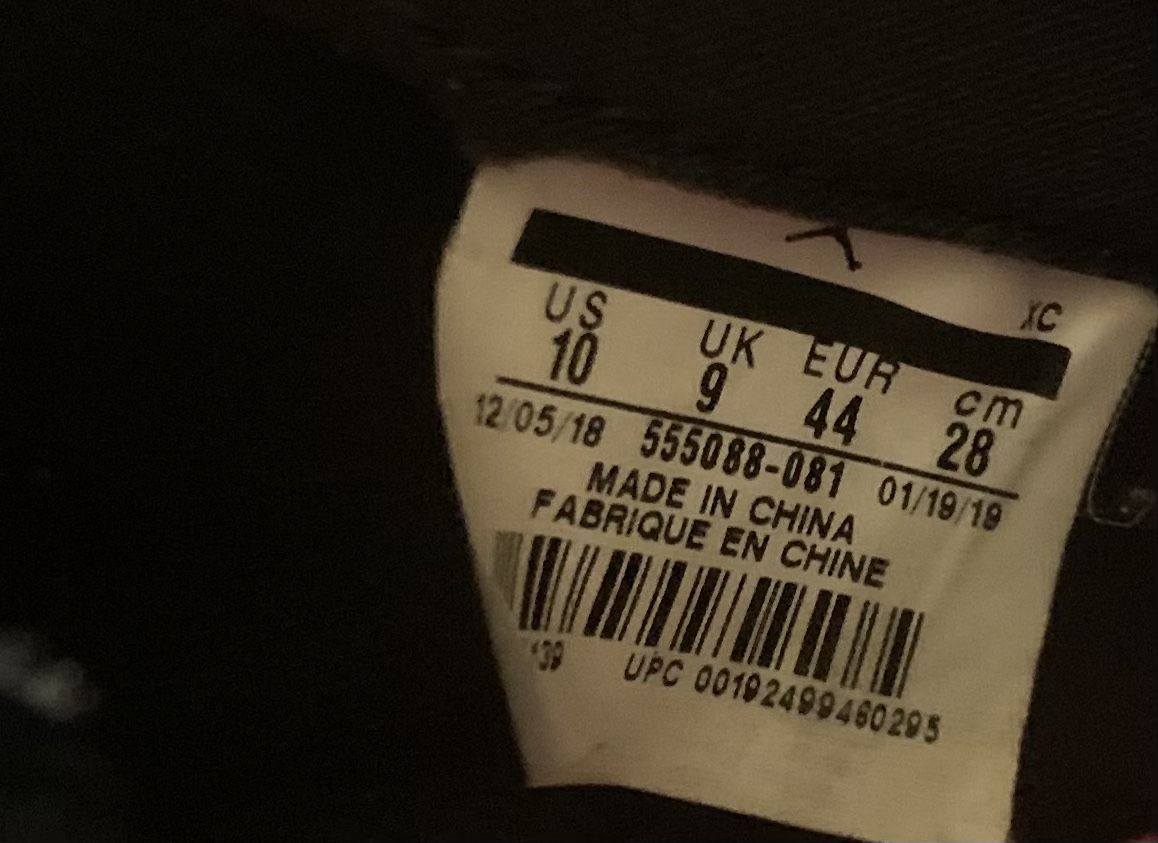 XC
US UK EUR cm
10 9 44 28
12/05/18 555088-081 01/19/19
MADE IN CHINA
FABRIQUE EN CHINE
UPC 00192499460295